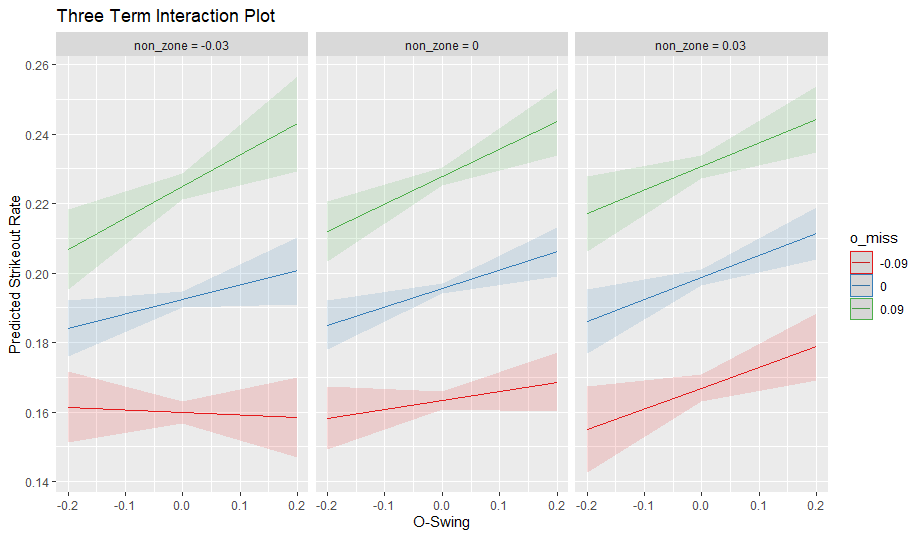 Three Term Interaction Plot
non_zone = -0.03
non_zone = 0
non_zone = 0.03
Predicted Strikeout Rate
0.26
0.24
0.22
0.20
0.18
0.16
0.14
-0.2 -0.1 0.0 0.1 0.2
-0.2 -0.1 0.0 0.1 0.2
-0.2 -0.1 0.0 0.1 0.2
O-Swing
o_miss
-0.09
0
0.09